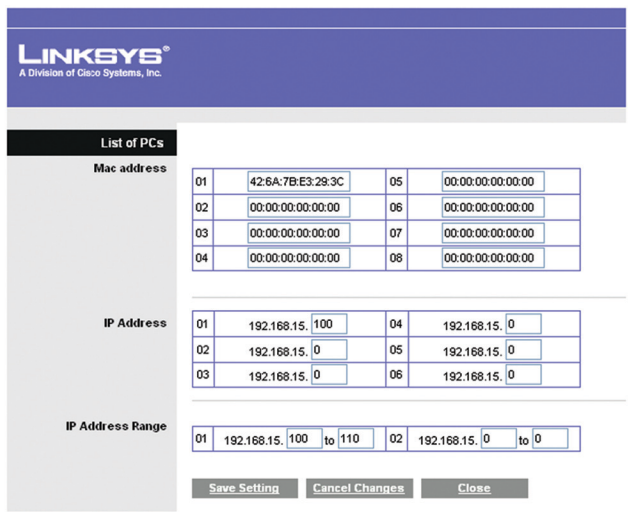 LINKSYS®
A Division of Cisco Systems, Inc.
List of PCs
Mac address
01 42:6A:7B:E3:29:3C 05 00:00:00:00:00:00
02 00:00:00:00:00:00 06 00:00:00:00:00:00
03 00:00:00:00:00:00 07 00:00:00:00:00:00
04 00:00:00:00:00:00 08 00:00:00:00:00:00
IP Address
01 192.168.15. 100 04 192.168.15. 0
02 192.168.15. 0 05 192.168.15. 0
03 192.168.15. 0 06 192.168.15. 0
IP Address Range
01 192.168.15. 100 to 110 02 192.168.15. 0 to 0
Save Setting Cancel Changes Close